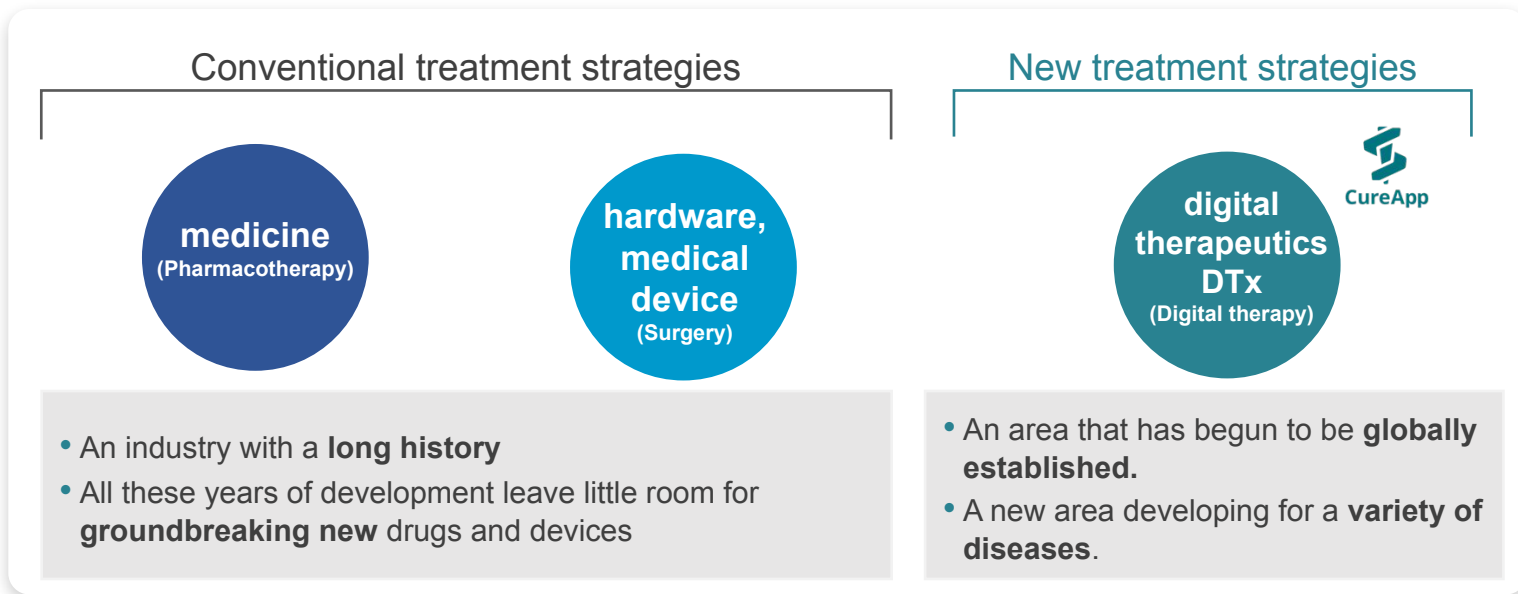 Conventional treatment strategies
medicine
(Pharmacotherapy)
hardware,
medical
device
(Surgery)
• An industry with a long history
• All these years of development leave little room for
groundbreaking new drugs and devices
New treatment strategies
CureApp
digital
therapeutics
DTx
(Digital therapy)
• An area that has begun to be globally
established.
• A new area developing for a variety of
diseases.